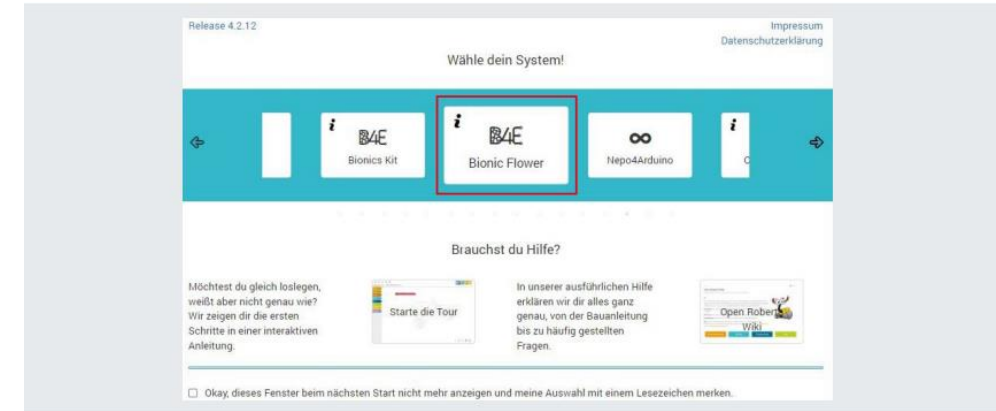 Release 4.2.12
Impressum
Datenschutzerklärung
Wähle dein System!
i
B4E
Bionics Kit
i
B4E
Bionic Flower
Nepo4Arduino
i
C
Brauchst du Hilfe?
Möchtest du gleich loslegen,
weißt aber nicht genau wie?
Wir zeigen dir die ersten
Schritte in einer interaktiven
Anleitung.
Starte die Tour
In unserer ausführlichen Hilfe
erklären wir dir alles ganz
genau, von der Bauanleitung
bis zu häufig gestellten
Fragen.
Open Rober
Wiki
Okay, dieses Fenster beim nächsten Start nicht mehr anzeigen und meine Auswahl mit einem Lesezeichen merken.